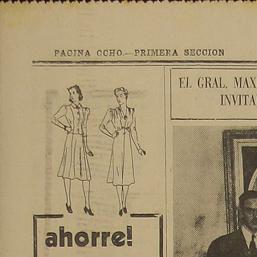 PAGINA OCHO.—PRIMERA SECCION
EL GRAL. MAX
INVITA
ahorre!